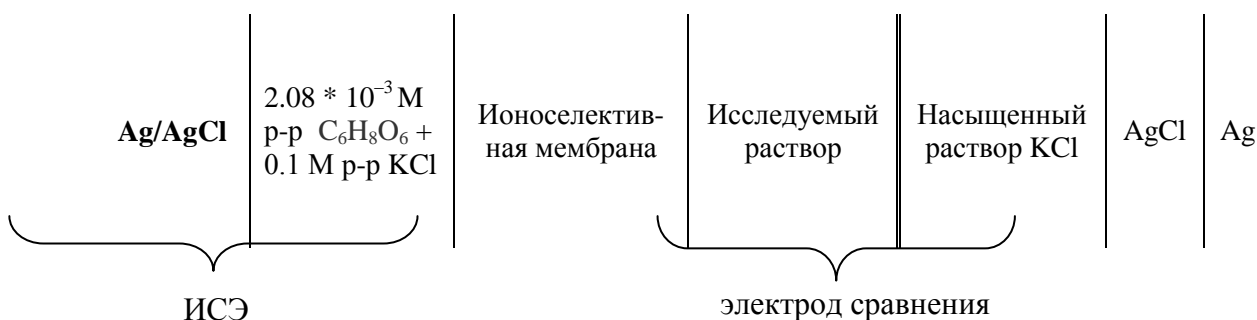 Ag/AgCl
2.08 * 10⁻³ М
р-р C₆H₈O₆ +
0.1 М р-р KCl
Ионоселектив-
ная мембрана
Исследуемый
раствор
Насыщенный
раствор KCl
AgCl
Ag
ИСЭ
электрод сравнения